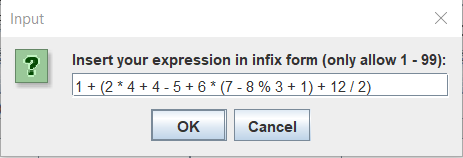 Input
Insert your expression in infix form (only allow 1 - 99):
1 + (2 * 4 + 4 - 5 + 6 * (7 - 8 % 3 + 1) + 12 / 2)
OK Cancel